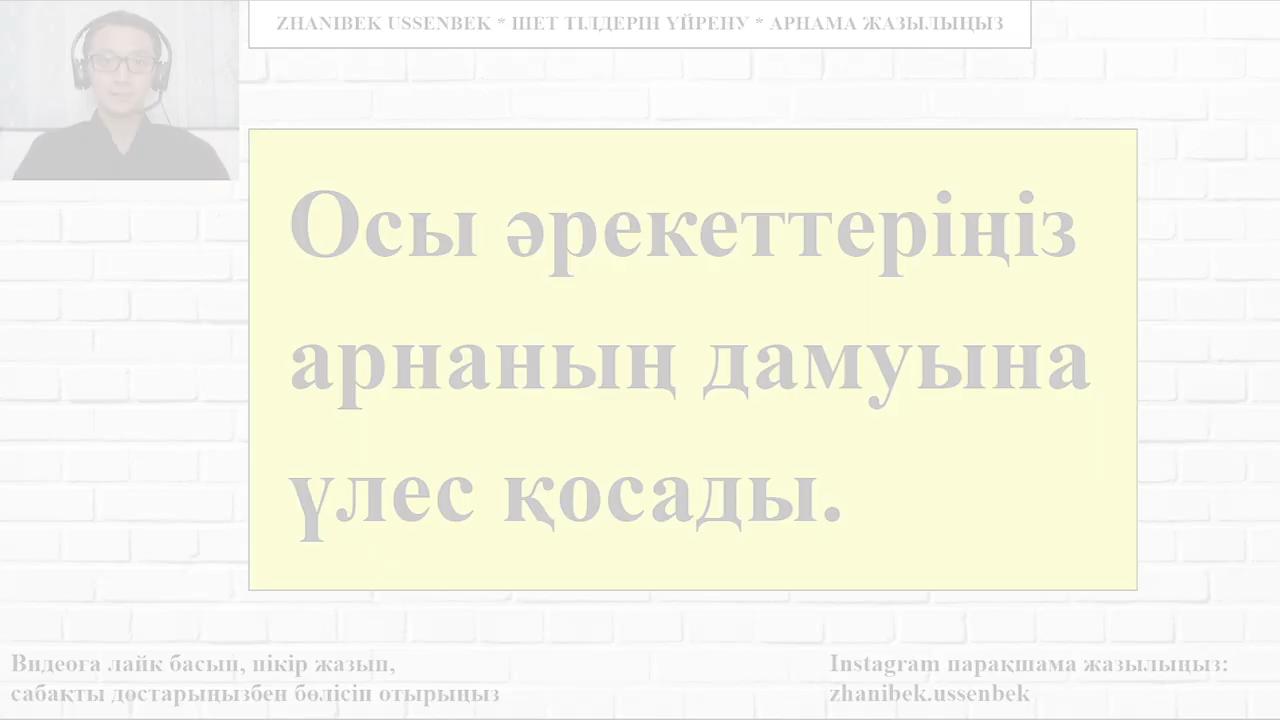 ZHANIBEK USSENBEK * ШЕТ ТІЛДЕРІН ҮЙРЕНУ * АРНАМА ЖАЗЫЛЫҢЫЗ
Осы әрекеттеріңіз
арнаның дамуына
үлес қосады.
Видеоға лайк басып, пікір жазып,
сабақты достарыңызбен бөлісіп отырыңыз
Instagram парақшама жазылыңыз:
zhanibek.ussenbek